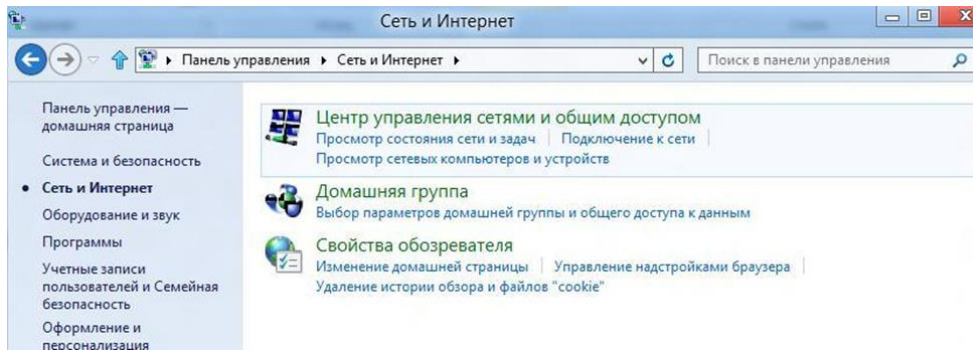 Сеть и Интернет
Панель управления ▸ Сеть и Интернет ▸
Поиск в панели управления
Панель управления —
домашняя страница
Система и безопасность
Сеть и Интернет
Оборудование и звук
Программы
Учетные записи
пользователей и Семейная
безопасность
Оформление и
персонализация
Центр управления сетями и общим доступом
Просмотр состояния сети и задач | Подключение к сети |
Просмотр сетевых компьютеров и устройств
Домашняя группа
Выбор параметров домашней группы и общего доступа к данным
Свойства обозревателя
Изменение домашней страницы | Управление надстройками браузера |
Удаление истории обзора и файлов "cookie"